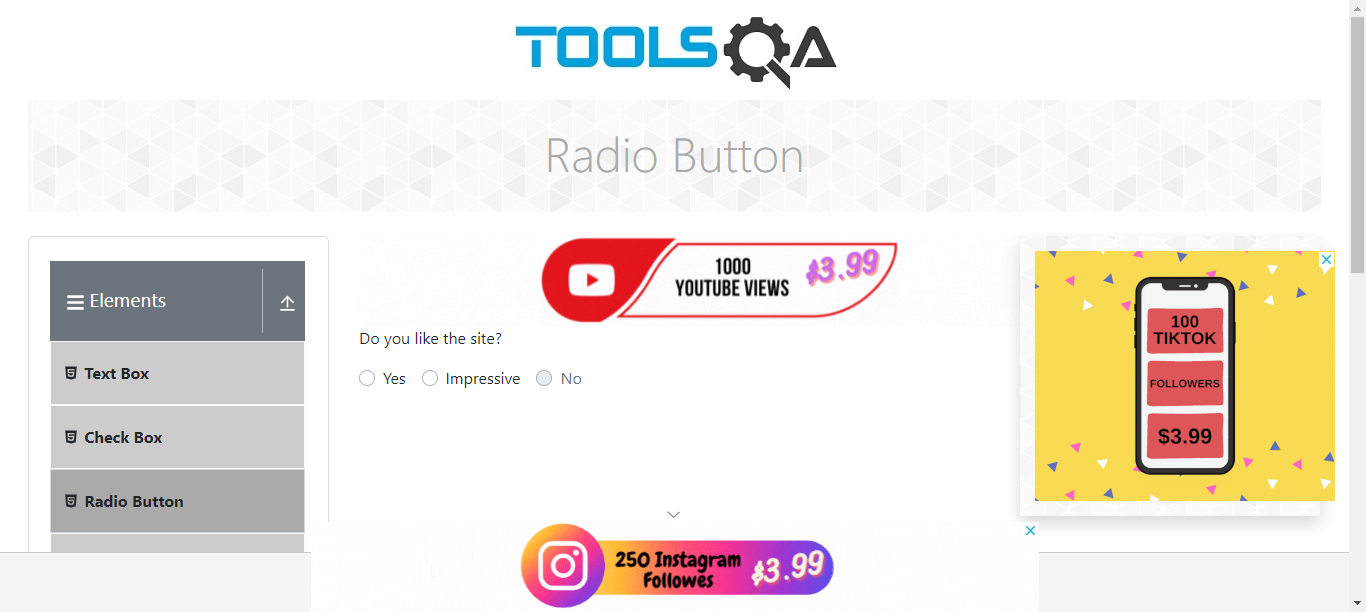 TOOLSQA
Radio Button
Elements
Text Box
Check Box
Radio Button
1000
YOUTUBE VIEWS
$3.99
Do you like the site?
Yes
Impressive
No
100
TIKTOK
FOLLOWERS
$3.99
250 Instagram
Followes
$3.99